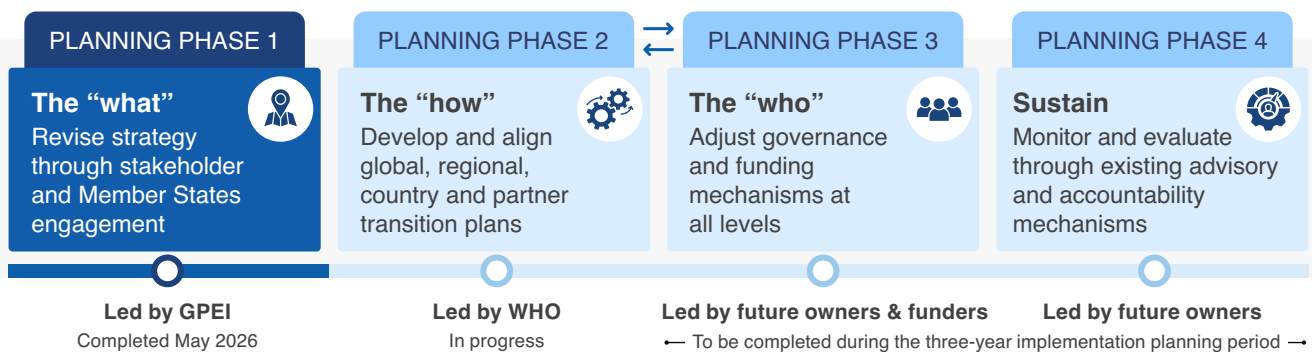 PLANNING PHASE 1
The “what”
Revise strategy
through stakeholder
and Member States
engagement
Led by GPEI
Completed May 2026
PLANNING PHASE 2
The “how”
Develop and align
global, regional,
country and partner
transition plans
Led by WHO
In progress
PLANNING PHASE 3
The “who”
Adjust governance
and funding
mechanisms at
all levels
Led by future owners & funders
PLANNING PHASE 4
Sustain
Monitor and evaluate
through existing advisory
and accountability
mechanisms
Led by future owners
To be completed during the three-year implementation planning period